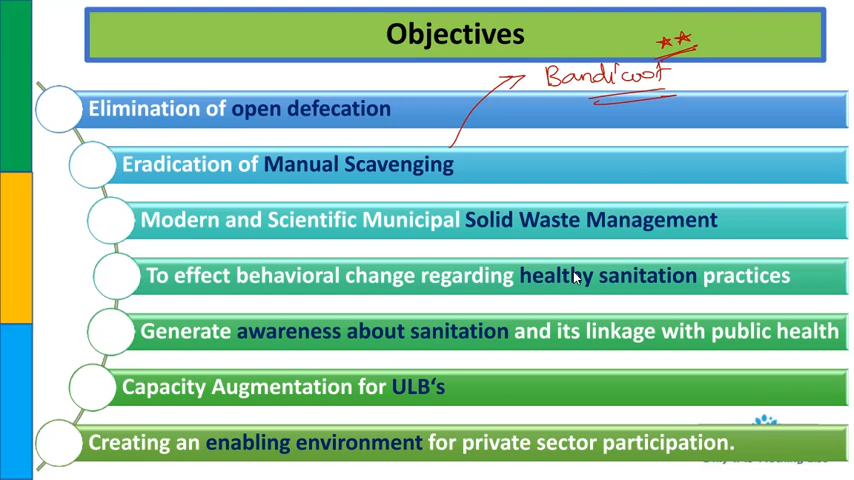 Objectives
Bandicoot
Elimination of open defecation
Eradication of Manual Scavenging
Modern and Scientific Municipal Solid Waste Management
To effect behavioral change regarding healthy sanitation practices
Generate awareness about sanitation and its linkage with public health
Capacity Augmentation for ULB‘s
Creating an enabling environment for private sector participation.